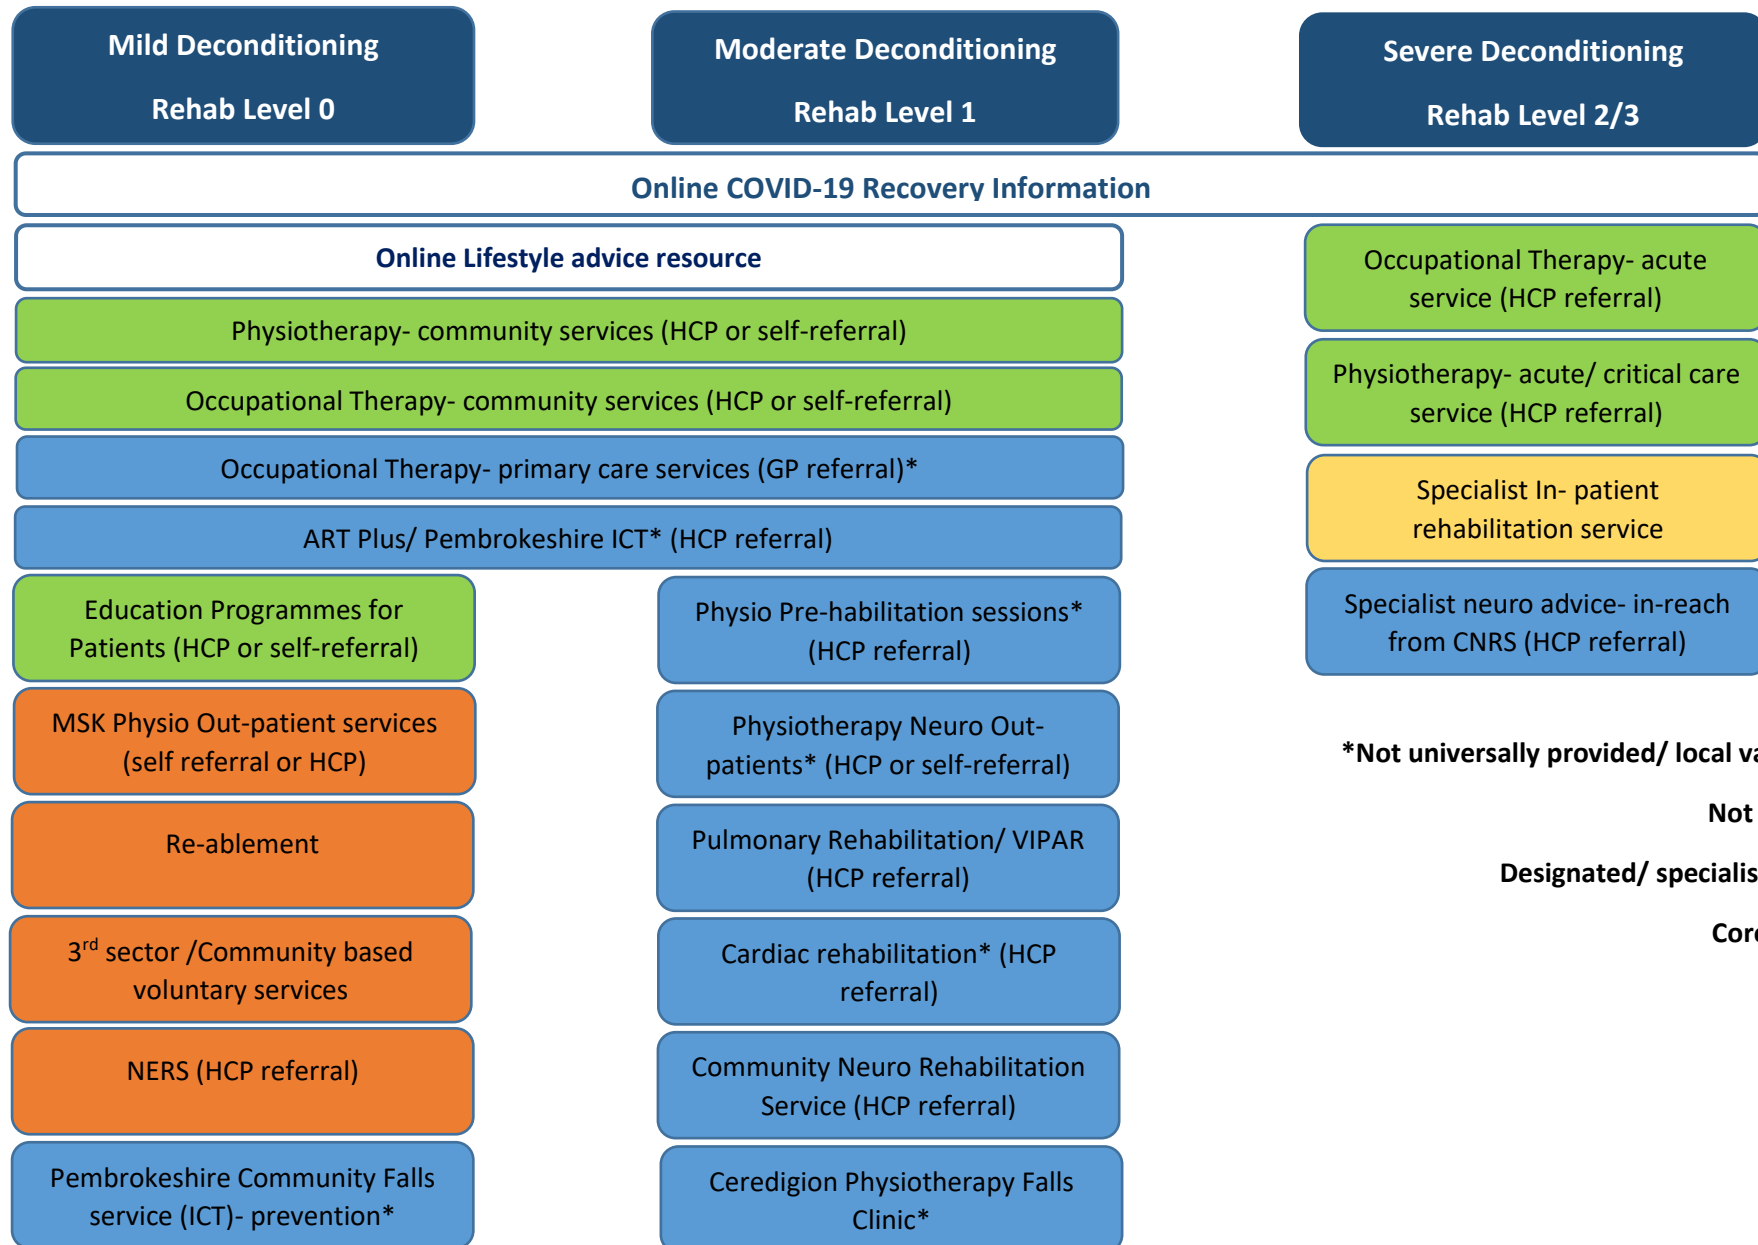 Mild Deconditioning
Rehab Level 0
Moderate Deconditioning
Rehab Level 1
Severe Deconditioning
Rehab Level 2/3
Online COVID-19 Recovery Information
Online Lifestyle advice resource
Physiotherapy- community services (HCP or self-referral)
Occupational Therapy- community services (HCP or self-referral)
Occupational Therapy- primary care services (GP referral)*
ART Plus/ Pembrokeshire ICT* (HCP referral)
Education Programmes for
Patients (HCP or self-referral)
MSK Physio Out-patient services
(self referral or HCP)
Re-ablement
3rd sector /Community based
voluntary services
NERS (HCP referral)
Pembrokeshire Community Falls
service (ICT)- prevention*
Physio Pre-habilitation sessions*
(HCP referral)
Physiotherapy Neuro Out-
patients* (HCP or self-referral)
Pulmonary Rehabilitation/ VIPAR
(HCP referral)
Cardiac rehabilitation* (HCP
referral)
Community Neuro Rehabilitation
Service (HCP referral)
Ceredigion Physiotherapy Falls
Clinic*
Occupational Therapy- acute
service (HCP referral)
Physiotherapy- acute/ critical care
service (HCP referral)
Specialist In- patient
rehabilitation service
Specialist neuro advice- in-reach
from CNRS (HCP referral)
*Not universally provided/ local
Not
Designated/